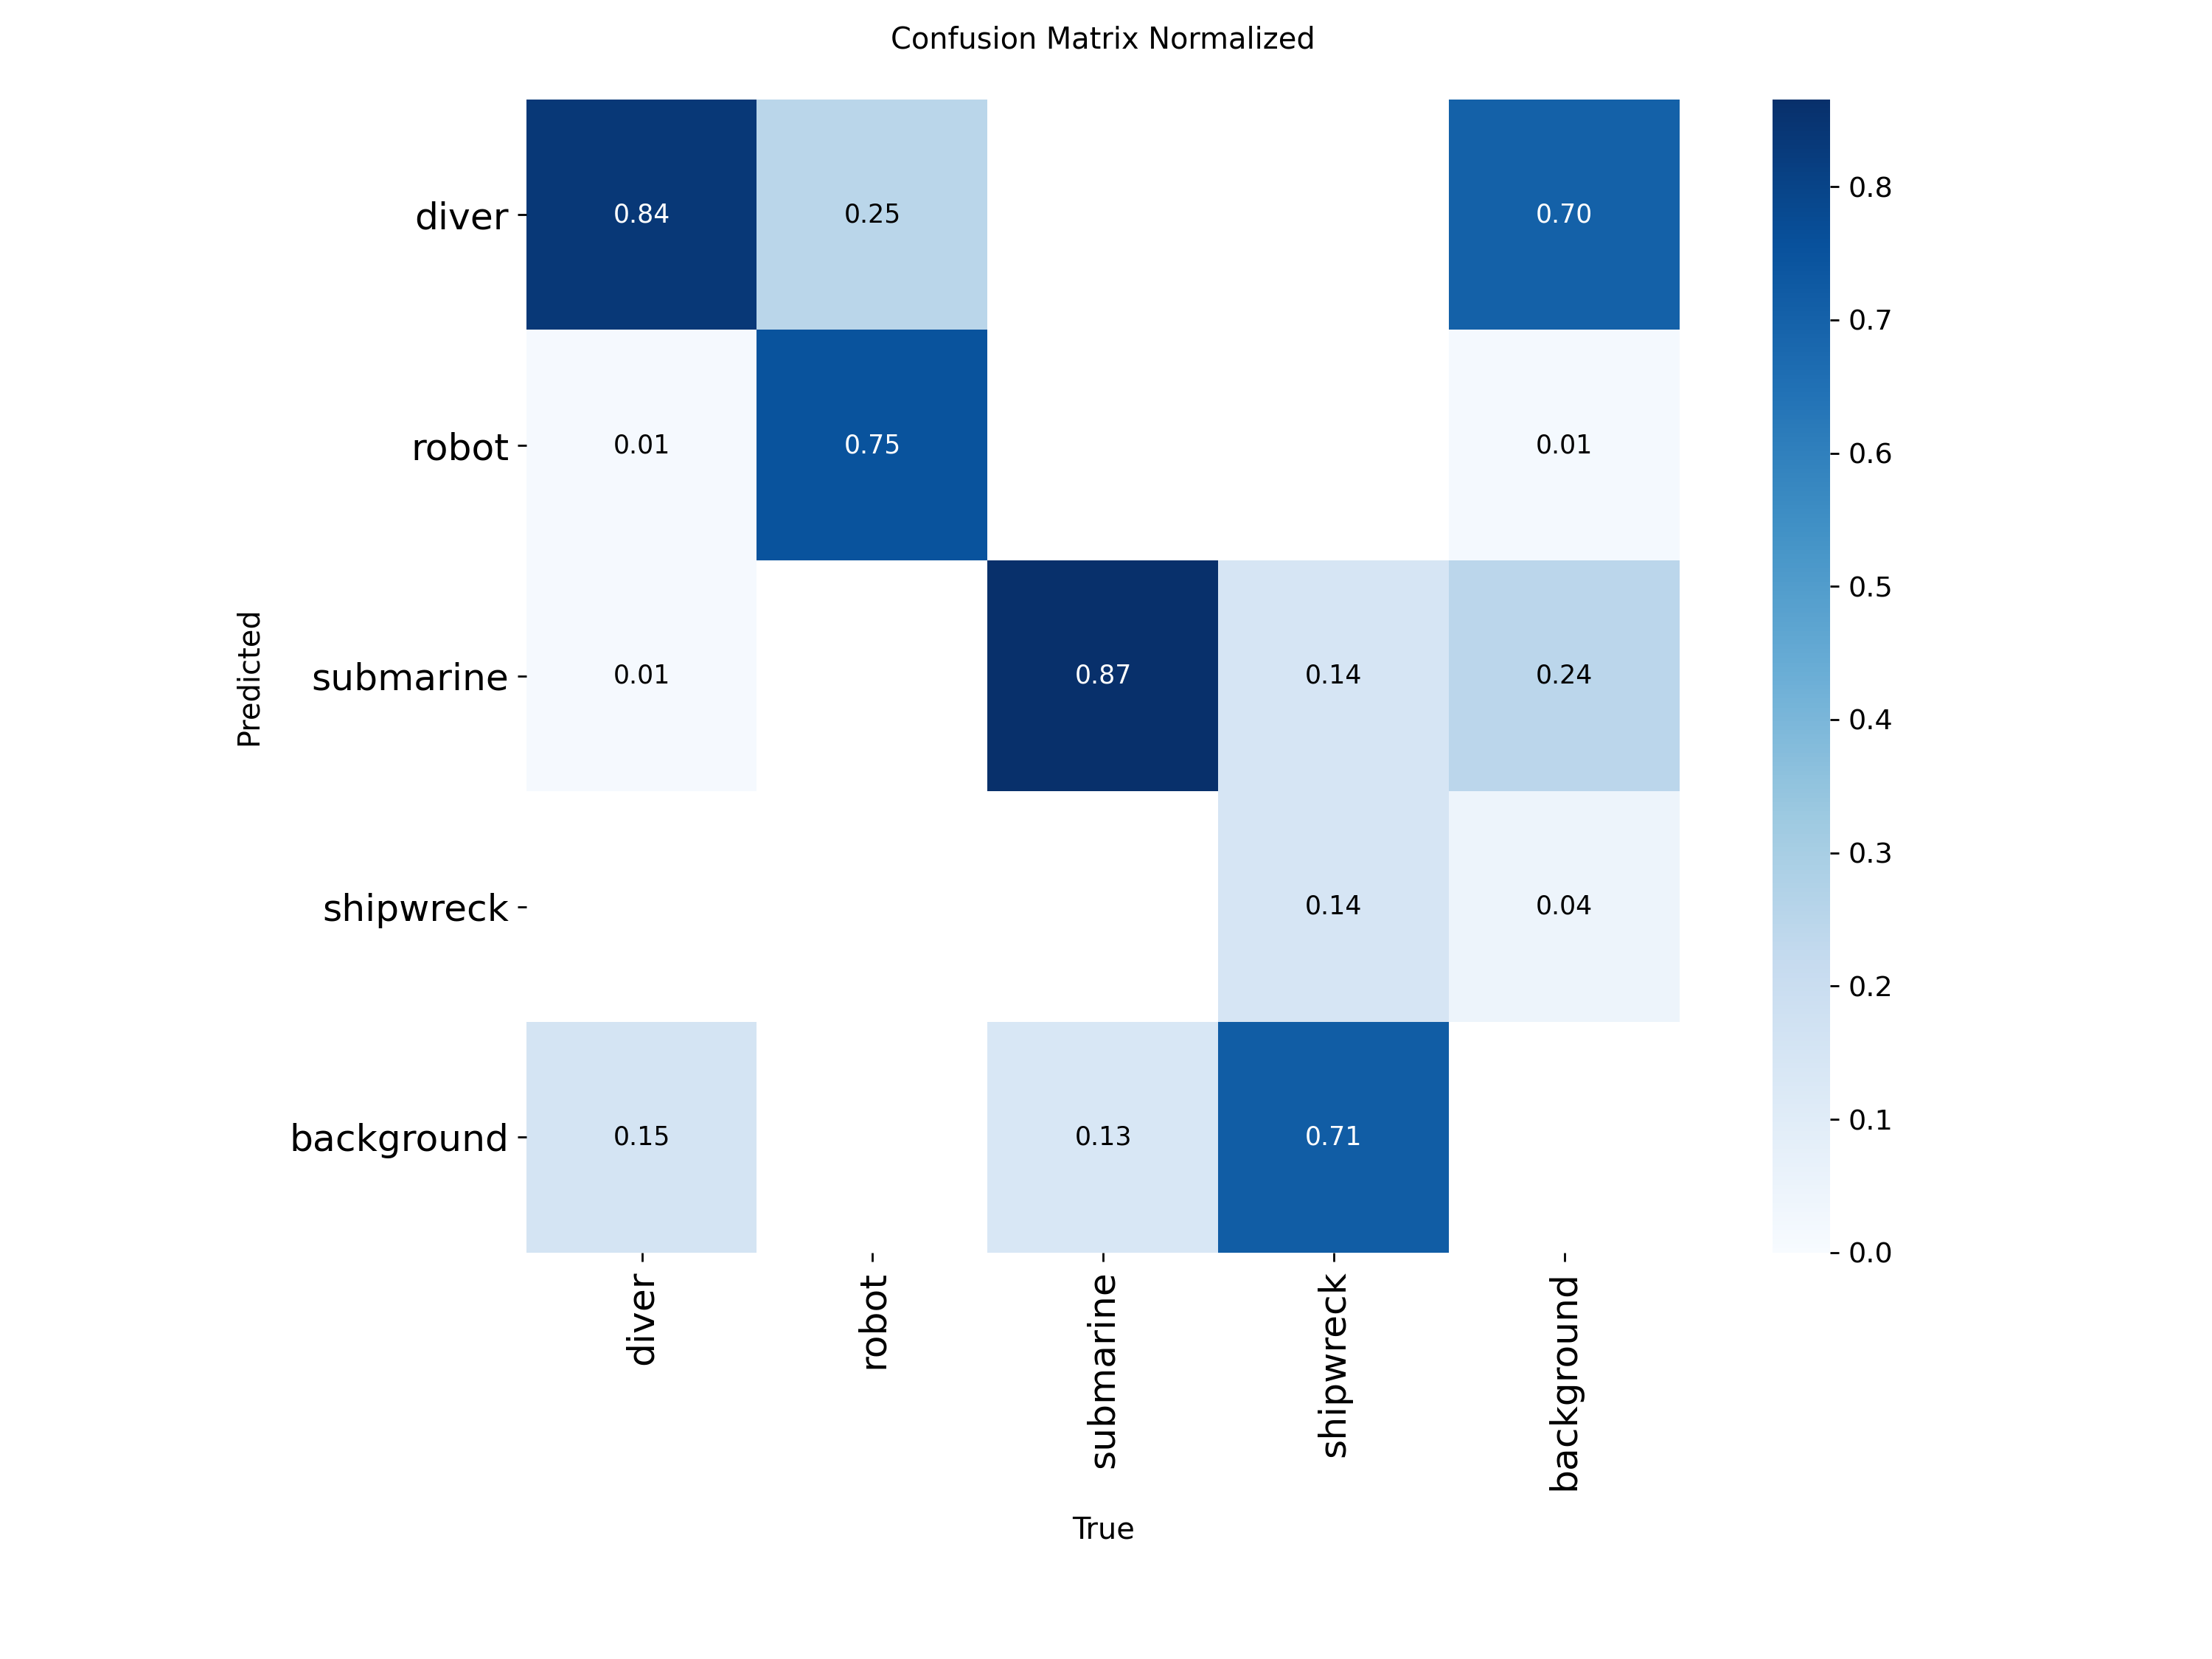 Confusion Matrix Normalized
diver 0.84 0.25 0.70
robot 0.01 0.75 0.01
submarine 0.01 0.87 0.14 0.24
shipwreck 0.14 0.04
background 0.15 0.13 0.71
Predicted
diver
robot
submarine
shipwreck
background
True
0.8
0.7
0.6
0.5
0.4
0.3
0.2
0.1
0.0